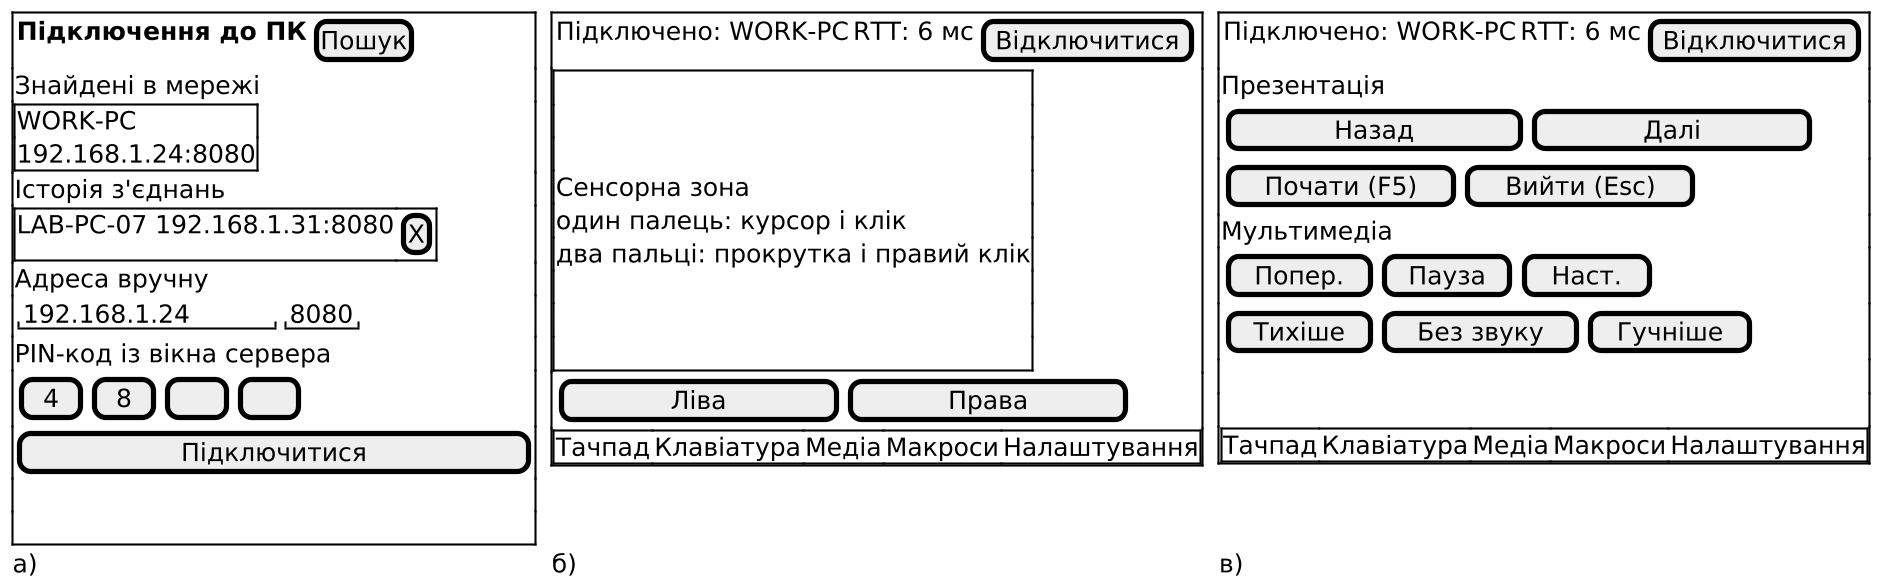 Підключення до ПК Пошук
Знайдені в мережі
WORK-PC
192.168.1.24:8080
Історія з'єднань
LAB-PC-07 192.168.1.31:8080 X
Адреса вручну
192.168.1.24 8080
PIN-код із вікна сервера
4 8
Підключитися
а)
Підключено: WORK-PC RTT: 6 мс Відключитися
Сенсорна зона
один палець: курсор і клік
два пальці: прокрутка і правий клік
Ліва Права
Тачпад Клавіатура Медіа Макроси Налаштування
б)
Підключено: WORK-PC RTT: 6 мс Відключитися
Презентація
Назад Далі
Почати (F5) Вийти (Esc)
Мультимедіа
Попер. Пауза Наст.
Тихіше Без звуку Гучніше
Тачпад Клавіатура Медіа Макроси Налаштування
в)